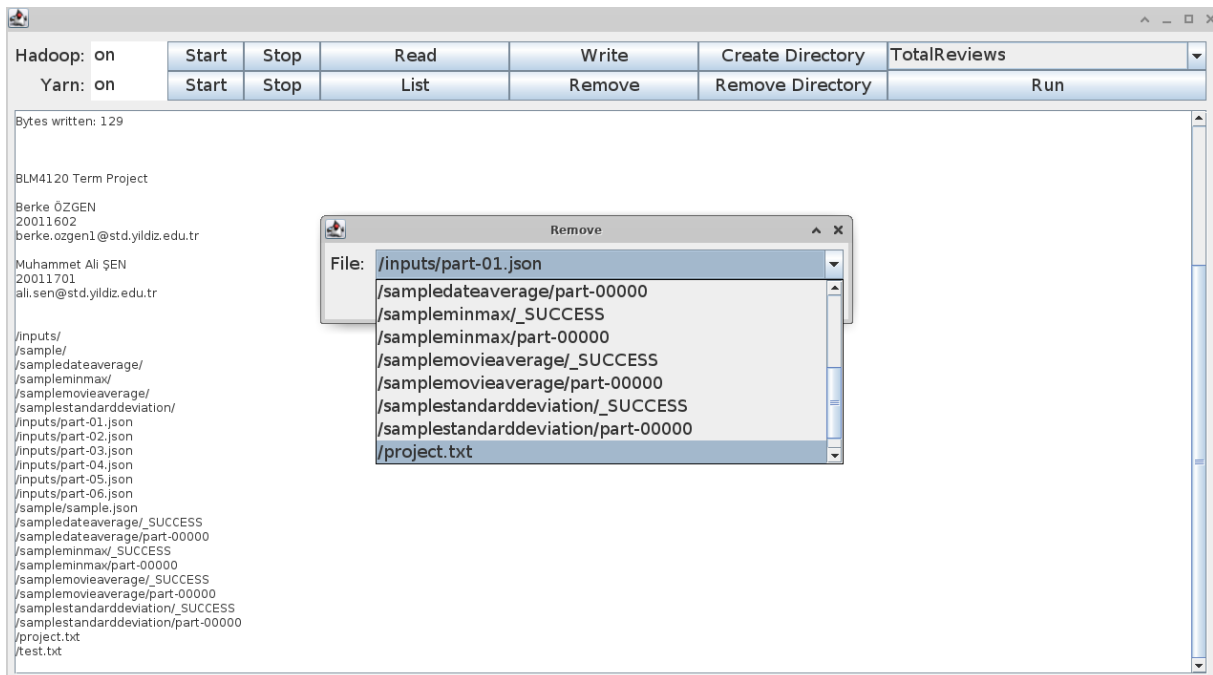 Hadoop: on Start Stop Read Write Create Directory TotalReviews
Yarn: on Start Stop List Remove Remove Directory Run
Bytes written: 129
BLM4120 Term Project
Berke ÖZGEN
20011602
berke.ozgen1@std.yildiz.edu.tr
Muhammet Ali ŞEN
20011701
ali.sen@std.yildiz.edu.tr
/inputs/
/sample/
/sampledateaverage/
/sampleminmax/
/samplemovieaverage/
/samplestandarddeviation/
/inputs/part-01.json
/inputs/part-02.json
/inputs/part-03.json
/inputs/part-04.json
/inputs/part-05.json
/inputs/part-06.json
/sample/sample.json
/sampledateaverage/_SUCCESS
/sampledateaverage/part-00000
/sampleminmax/_SUCCESS
/sampleminmax/part-00000
/samplemovieaverage/_SUCCESS
/samplemovieaverage/part-00000
/samplestandarddeviation/_SUCCESS
/samplestandarddeviation/part-00000
/project.txt
/test.txt
Remove
File: /inputs/part-01.json
/sampledateaverage/part-00000
/sampleminmax/_SUCCESS
/sampleminmax/part-00000
/samplemovieaverage/_SUCCESS
/samplemovieaverage/part-00000
/samplestandarddeviation/_SUCCESS
/samplestandarddeviation/part-00000
/project.txt